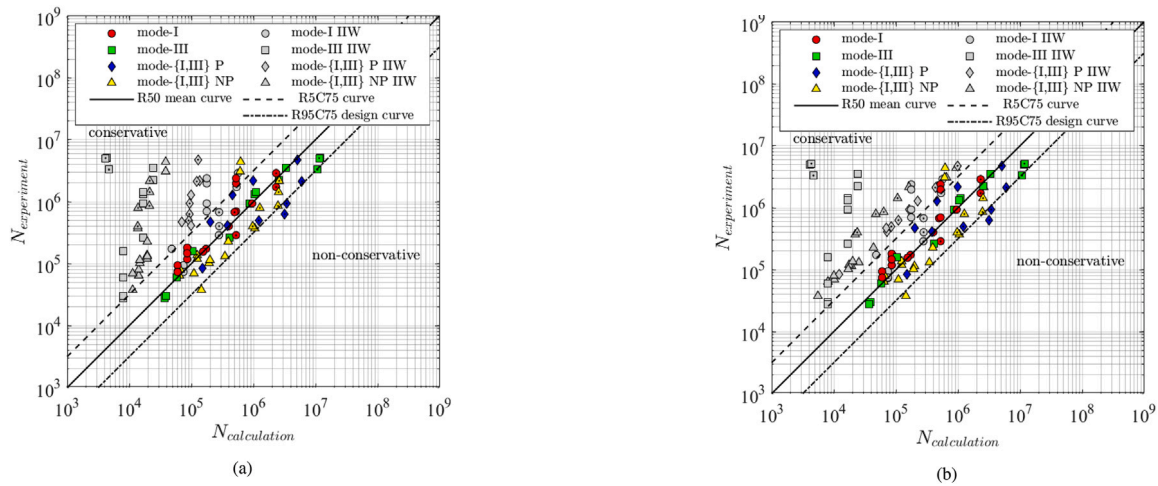 10^9
10^8
10^7
10^6
10^5
10^4
10^3
N_experiment
mode-I
mode-I IIW
mode-III
mode-III IIW
mode-{I,III} P
mode-{I,III} P IIW
mode-{I,III} NP
mode-{I,III} NP IIW
R50 mean curve
R5C75 curve
R95C75 design curve
conservative
non-conservative
10^3 10^4 10^5 10^6 10^7 10^8 10^9
N_calculation
(a)
10^9
10^8
10^7
10^6
10^5
10^4
10^3
N_experiment
mode-I
mode-I IIW
mode-III
mode-III IIW
mode-{I,III} P
mode-{I,III} P IIW
mode-{I,III} NP
mode-{I,III} NP IIW
R50 mean curve
R5C75 curve
R95C75 design curve
conservative
non-conservative
10^3 10^4 10^5 10^6 10^7 10^8 10^9
N_calculation
(b)